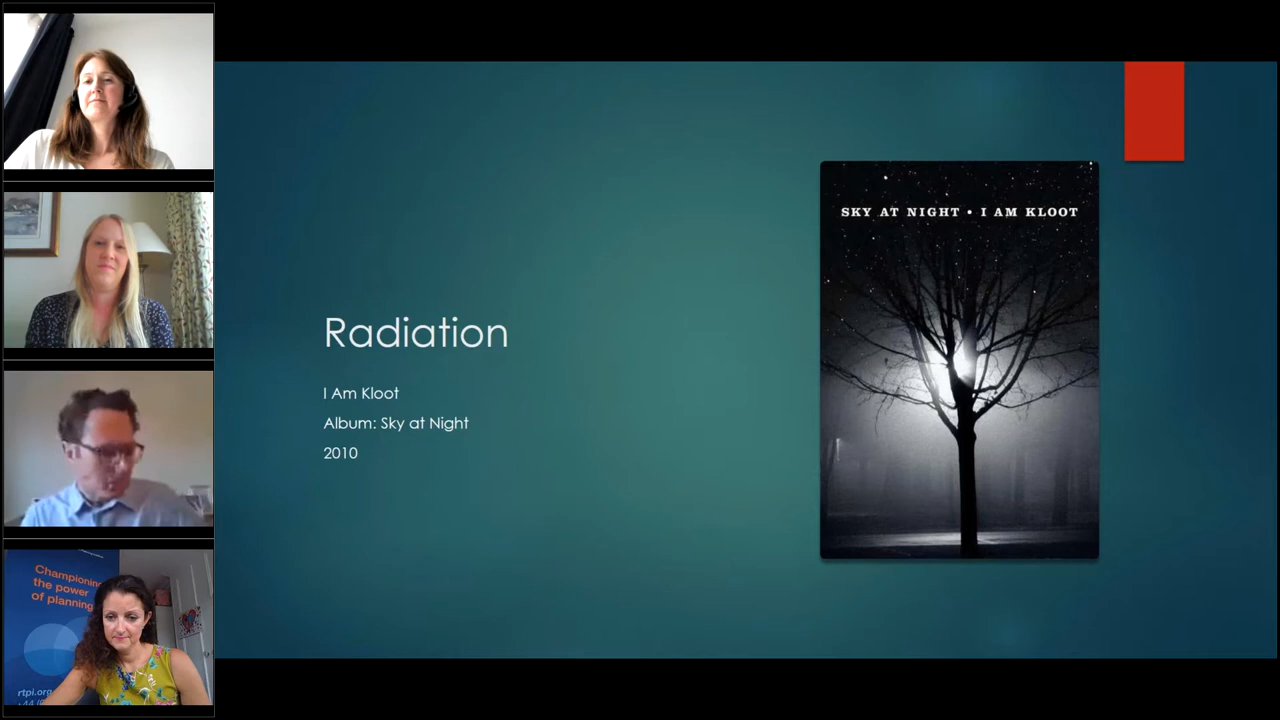 SKY AT NIGHT • I AM KLOOT
Radiation
I Am Kloot
Album: Sky at Night
2010
Championing
the power
of planning
rtpi.org